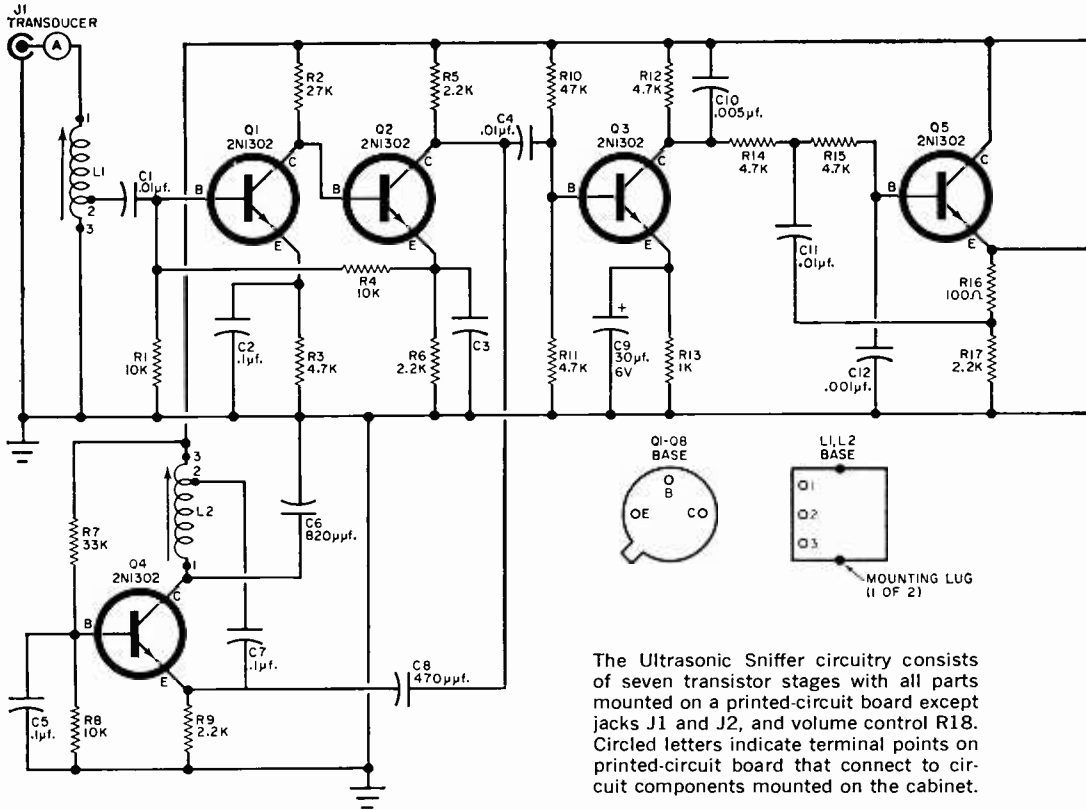 J1
TRANSDUCER
A
1
L1
2
3
C1
.01µf.
B
Q1
2N1302
C
E
R2
27K
R1
10K
C2
.1µf.
R3
4.7K
R4
10K
Q2
2N1302
B
C
E
R5
2.2K
R6
2.2K
C3
C4
.01µf.
R10
47K
R11
4.7K
Q3
2N1302
B
C
E
R12
4.7K
C10
.005µf.
+
C9
30µf.
6V
R13
1K
R14
4.7K
R15
4.7K
C11
.01µf.
C12
.001µf.
Q5
2N1302
B
C
E
R16
100Ω
R17
2.2K
3
2
L2
1
R7
33K
Q4
2N1302
B
C
E
C6
820µµf.
C7
.1µf.
C8
470µµf.
C5
.1µf.
R8
10K
R9
2.2K
Q1-Q8
BASE
B
E
C
L1, L2
BASE
1
2
3
MOUNTING LUG
(1 OF 2)
The Ultrasonic Sniffer circuitry consists
of seven transistor stages with all parts
mounted on a printed-circuit board except
jacks J1 and J2, and volume control R18.
Circled letters indicate terminal points on
printed-circuit board that connect to cir-
cuit components mounted on the cabinet.